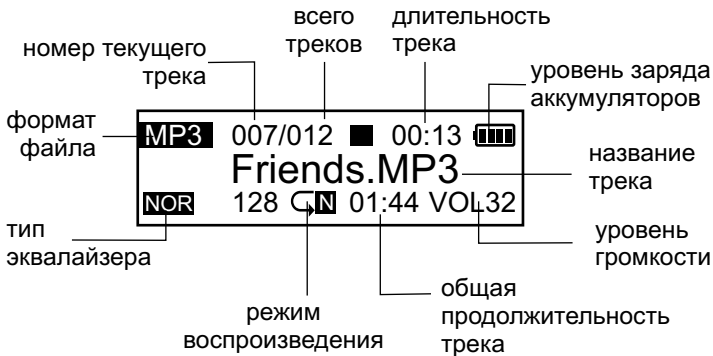 всего
треков
длительность
трека
номер текущего
трека
уровень заряда
аккумуляторов
формат
файла
MP3 007/012 00:13
Friends.MP3
NOR 128 N 01:44 VOL32
название
трека
тип
эквалайзера
уровень
громкости
режим
воспроизведения
общая
продолжительность
трека